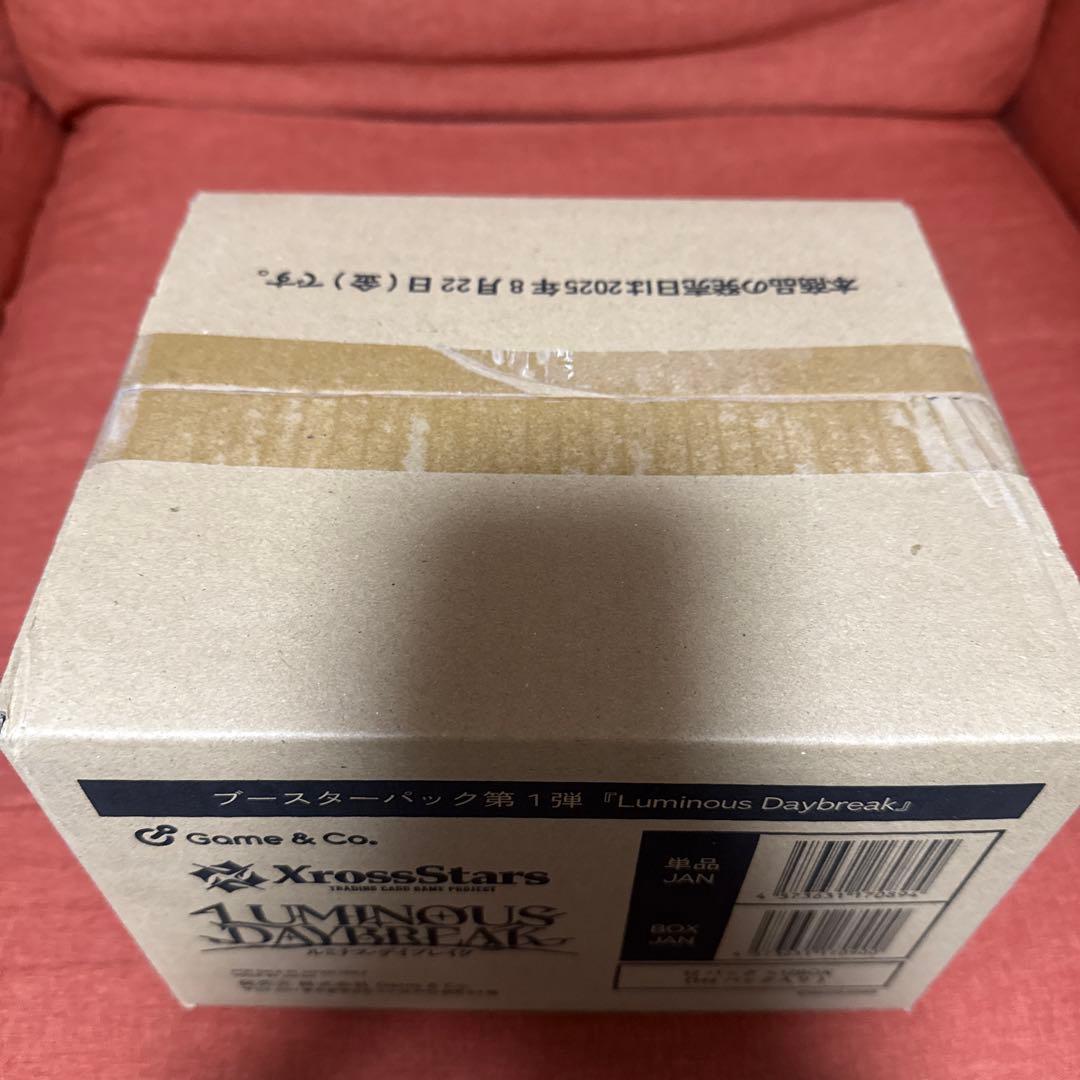 本商品の発売日は2025年8月22日(金)です。
ブースターパック第1弾『Luminous Daybreak』
Game & Co.
XrossStars
TRADING CARD GAME PROJECT
LUMINOUS
DAYBREAK
ルミナスデイブレイク
単品
JAN
BOX
JAN